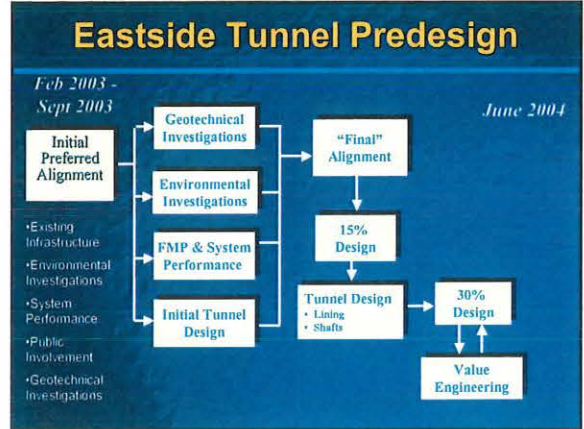 Eastside Tunnel Predesign
Feb 2003 -
Sept 2003
June 2004
Initial
Preferred
Alignment
•Existing
Infrastructure
•Environmental
Investigations
•System
Performance
•Public
Involvement
•Geotechnical
Investigations
Geotechnical
Investigations
Environmental
Investigations
FMP & System
Performance
Initial Tunnel
Design
"Final"
Alignment
15%
Design
Tunnel Design
• Lining
• Shafts
30%
Design
Value
Engineering